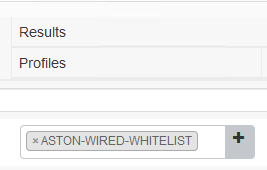 Results
Profiles
× ASTON-WIRED-WHITELIST +